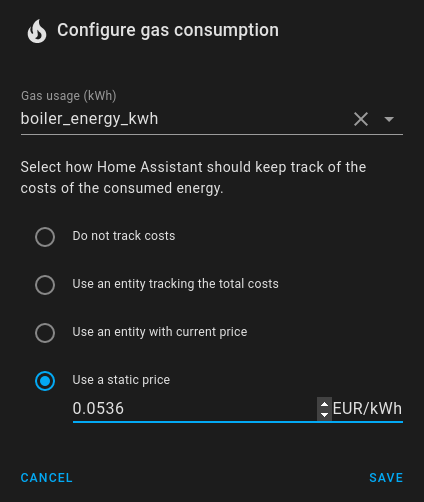 Configure gas consumption
Gas usage (kWh)
boiler_energy_kwh
Select how Home Assistant should keep track of the
costs of the consumed energy.
Do not track costs
Use an entity tracking the total costs
Use an entity with current price
Use a static price
0.0536 EUR/kWh
CANCEL SAVE